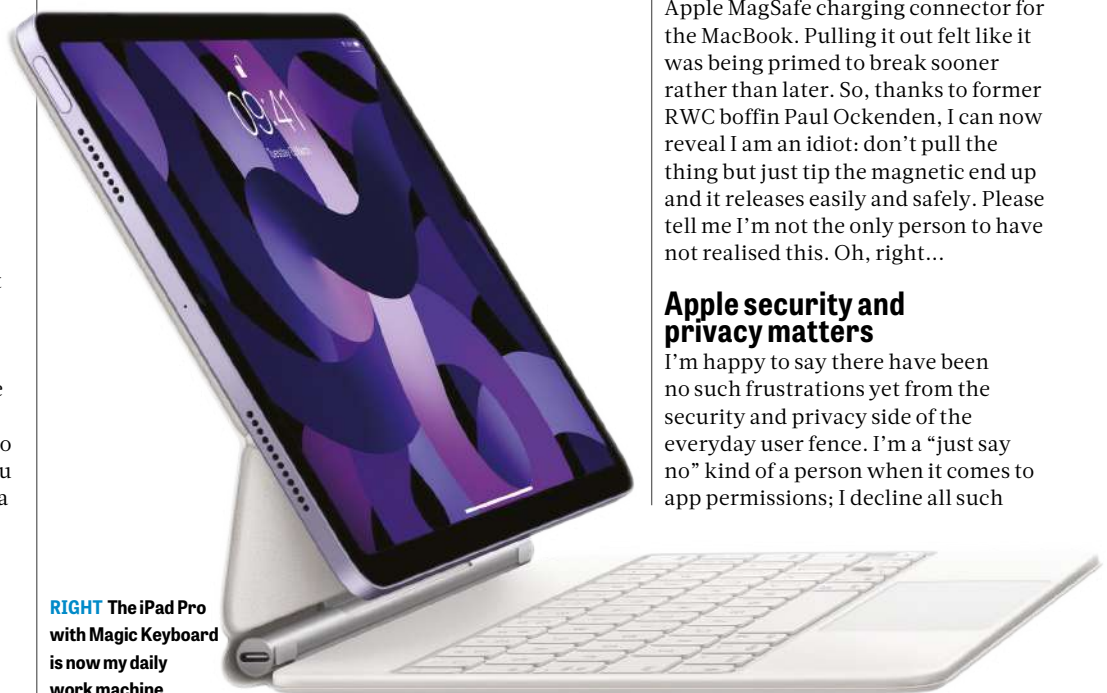 Apple MagSafe charging connector for
the MacBook. Pulling it out felt like it
was being primed to break sooner
rather than later. So, thanks to former
RWC boffin Paul Ockenden, I can now
reveal I am an idiot: don’t pull the
thing but just tip the magnetic end up
and it releases easily and safely. Please
tell me I’m not the only person to have
not realised this. Oh, right…
Apple security and
privacy matters
I’m happy to say there have been
no such frustrations yet from the
security and privacy side of the
everyday user fence. I’m a “just say
no” kind of a person when it comes to
app permissions; I decline all such
09:41
RIGHT The iPad Pro
with Magic Keyboard
is now my daily
work machine